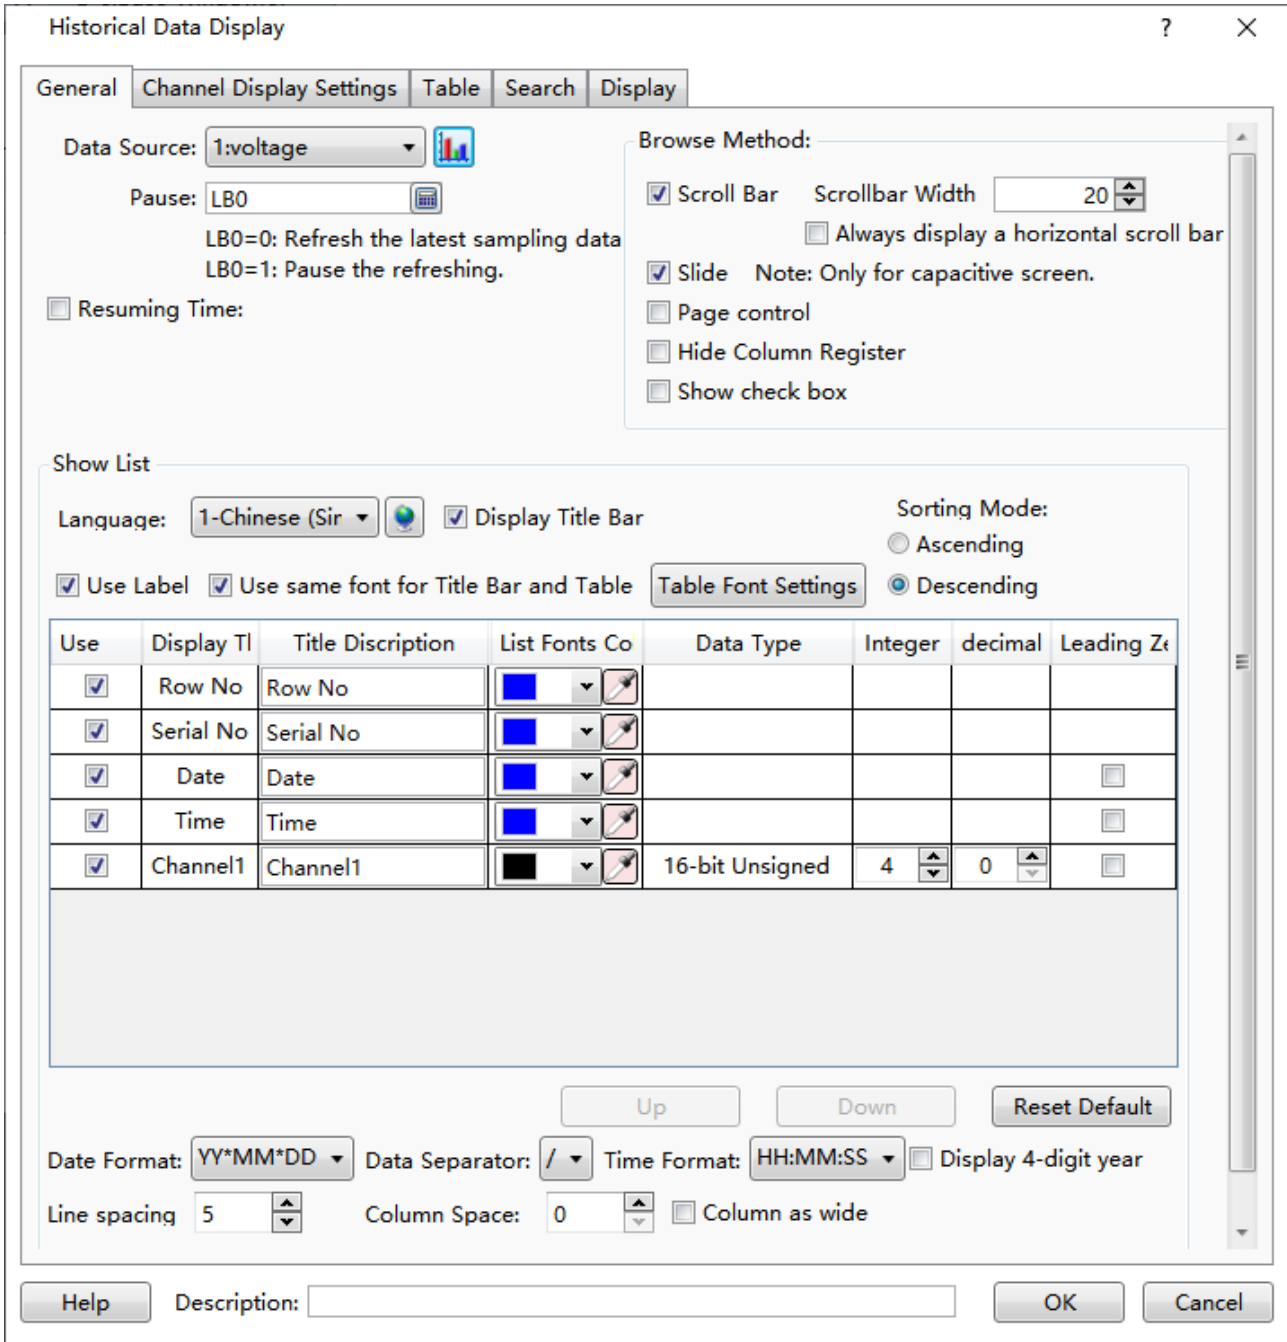 Historical Data Display ?
General Channel Display Settings Table Search Display
Data Source: 1:voltage
Pause: LB0
LB0=0: Refresh the latest sampling data
LB0=1: Pause the refreshing.
Resuming Time:
Browse Method:
Scroll Bar Scrollbar Width 20
Always display a horizontal scroll bar
Slide Note: Only for capacitive screen.
Page control
Hide Column Register
Show check box
Show List
Language: 1-Chinese (Sir Display Title Bar
Sorting Mode:
Ascending
Use Label Use same font for Title Bar and Table Table Font Settings Descending
Use Display Tl Title Discription List Fonts Co Data Type Integer decimal Leading Ze
Row No Row No
Serial No Serial No
Date Date
Time Time
Channel1 Channel1 16-bit Unsigned 4 0
Up Down Reset Default
Date Format: YY*MM*DD Data Separator: / Time Format: HH:MM:SS Display 4-digit year
Line spacing 5 Column Space: 0 Column as wide
Help Description: OK Cancel